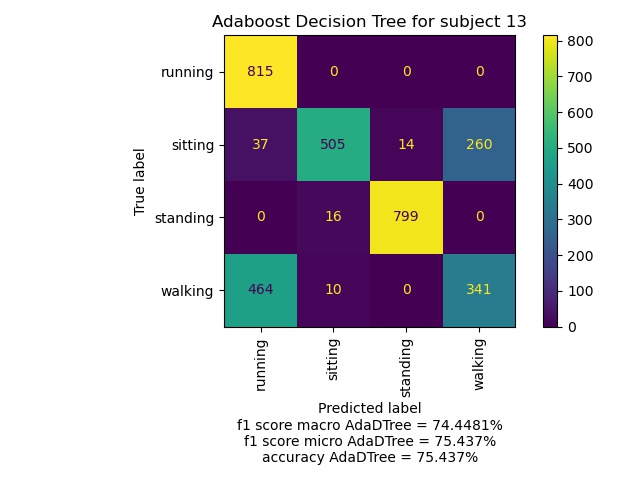 Adaboost Decision Tree for subject 13
running 815 0 0 0
sitting 37 505 14 260
standing 0 16 799 0
walking 464 10 0 341
True label
running sitting standing walking
Predicted label
f1 score macro AdaDTree = 74.4481%
f1 score micro AdaDTree = 75.437%
accuracy AdaDTree = 75.437%
800
700
600
500
400
300
200
100
0